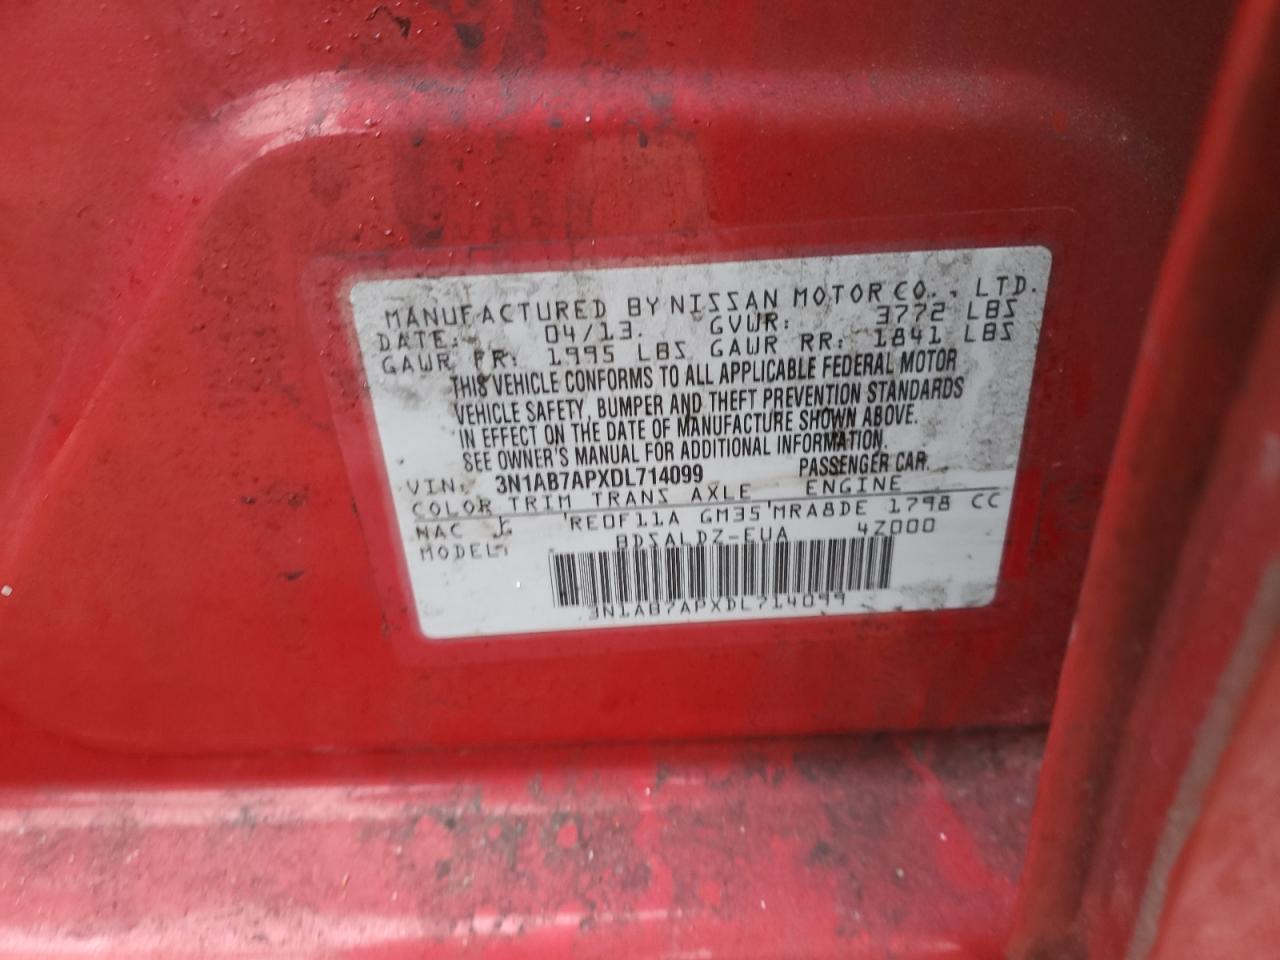 MANUFACTURED BY NISSAN MOTOR CO., LTD.
DATE: 04/13. GVWR: 3772 LBS
GAWR FR: 1995 LBS GAWR RR: 1841 LBS
THIS VEHICLE CONFORMS TO ALL APPLICABLE FEDERAL MOTOR
VEHICLE SAFETY, BUMPER AND THEFT PREVENTION STANDARDS
IN EFFECT ON THE DATE OF MANUFACTURE SHOWN ABOVE.
SEE OWNER'S MANUAL FOR ADDITIONAL INFORMATION.
VIN: 3N1AB7APXDL714099 PASSENGER CAR
COLOR TRIM TRANS AXLE ENGINE
NAC RE0F11A GM35 MRA8DE 1798 CC
MODEL: BDSALDZ-EUA 4Z000
3N1AB7APXDL714099